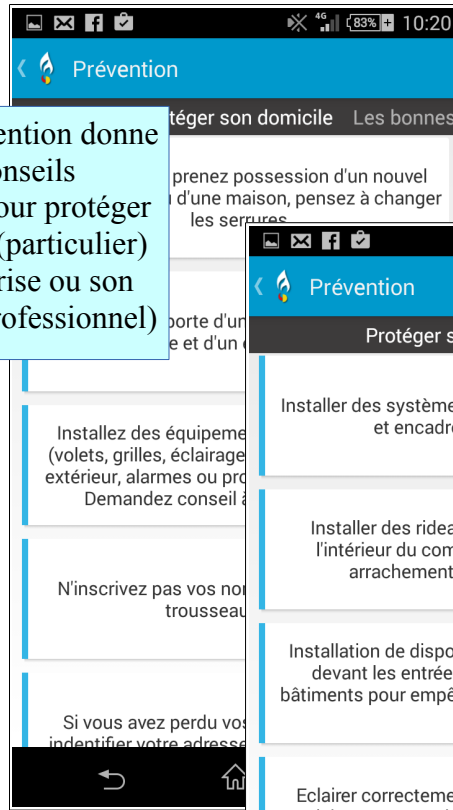 4G 83% 10:20
Prévention
téger son domicile Les bonnes
prenez possession d'un nouvel
d'une maison, pensez à changer
les serrures
ention donne
onseils
our protéger
(particulier)
rise ou son
rofessionnel)
porte d'un
e et d'un
Installez des équipeme
(volets, grilles, éclairage
extérieur, alarmes ou pro
Demandez conseil à
N'inscrivez pas vos nor
trousseau
Si vous avez perdu vos
indentifier votre adresse
Prévention
Protéger s
Installer des système
et encadre
Installer des ridea
l'intérieur du com
arrachement
Installation de dispo
devant les entrée
bâtiments pour empê
Eclairer correcteme